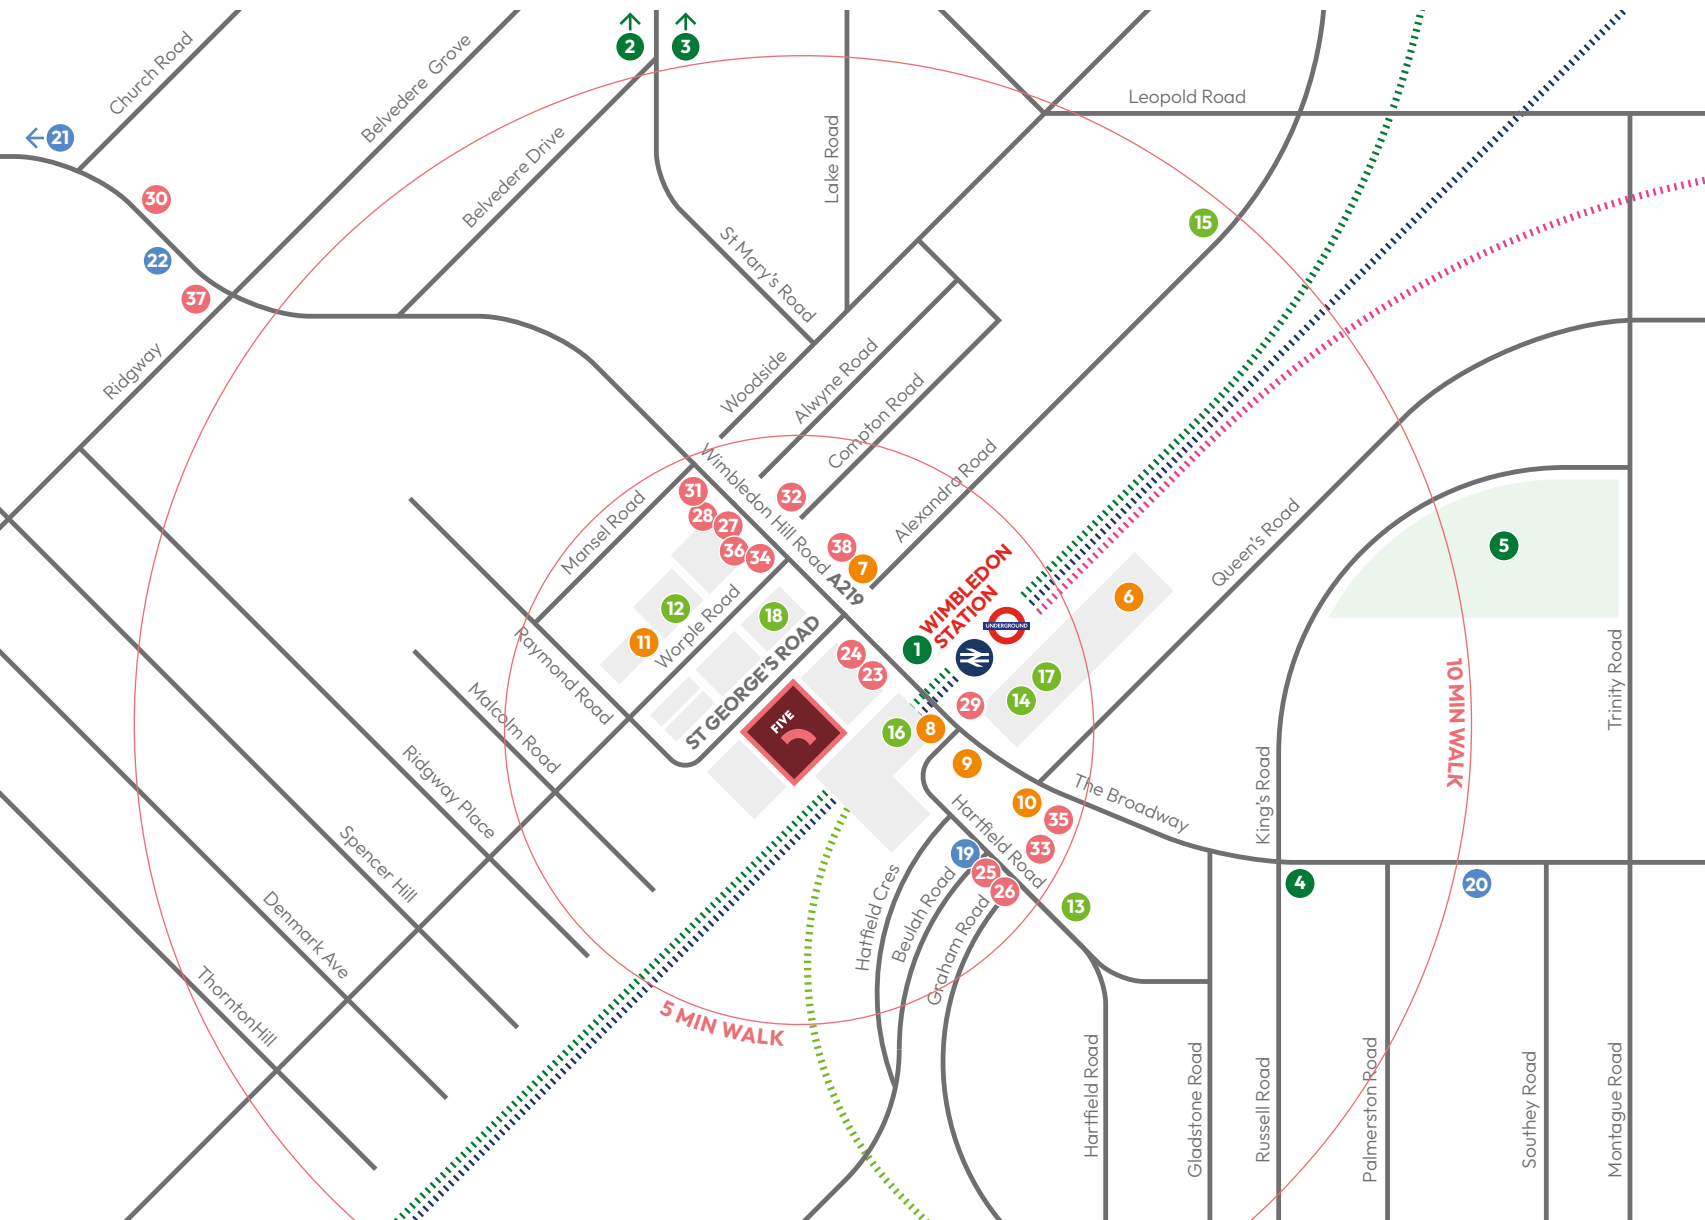 2
3
Church Road
Belvedere Grove
Leopold Road
21
Belvedere Drive
Lake Road
30
15
22
St Mary's Road
37
Ridgway
Woodside
Alwyne Road
Compton Road
Wimbledon Hill Road
A219
Alexandra Road
31
32
28
27
36
34
38
7
Mansel Road
WIMBLEDON
STATION
UNDERGROUND
Queen's Road
5
6
12
18
11
Worple Road
ST GEORGE'S ROAD
1
24
23
17
14
29
16
8
FIVE
Raymond Road
Malcolm Road
Ridgway Place
Spencer Hill
Denmark Ave
ThorntonHill
10 MIN WALK
Trinity Road
King's Road
9
The Broadway
10
35
Hartfield Road
33
19
25
26
13
4
20
Hatfield Cres
Beulah Road
Graham Road
5 MIN WALK
Hartfield Road
Gladstone Road
Russell Road
Palmerston Road
Southey Road
Montague Road